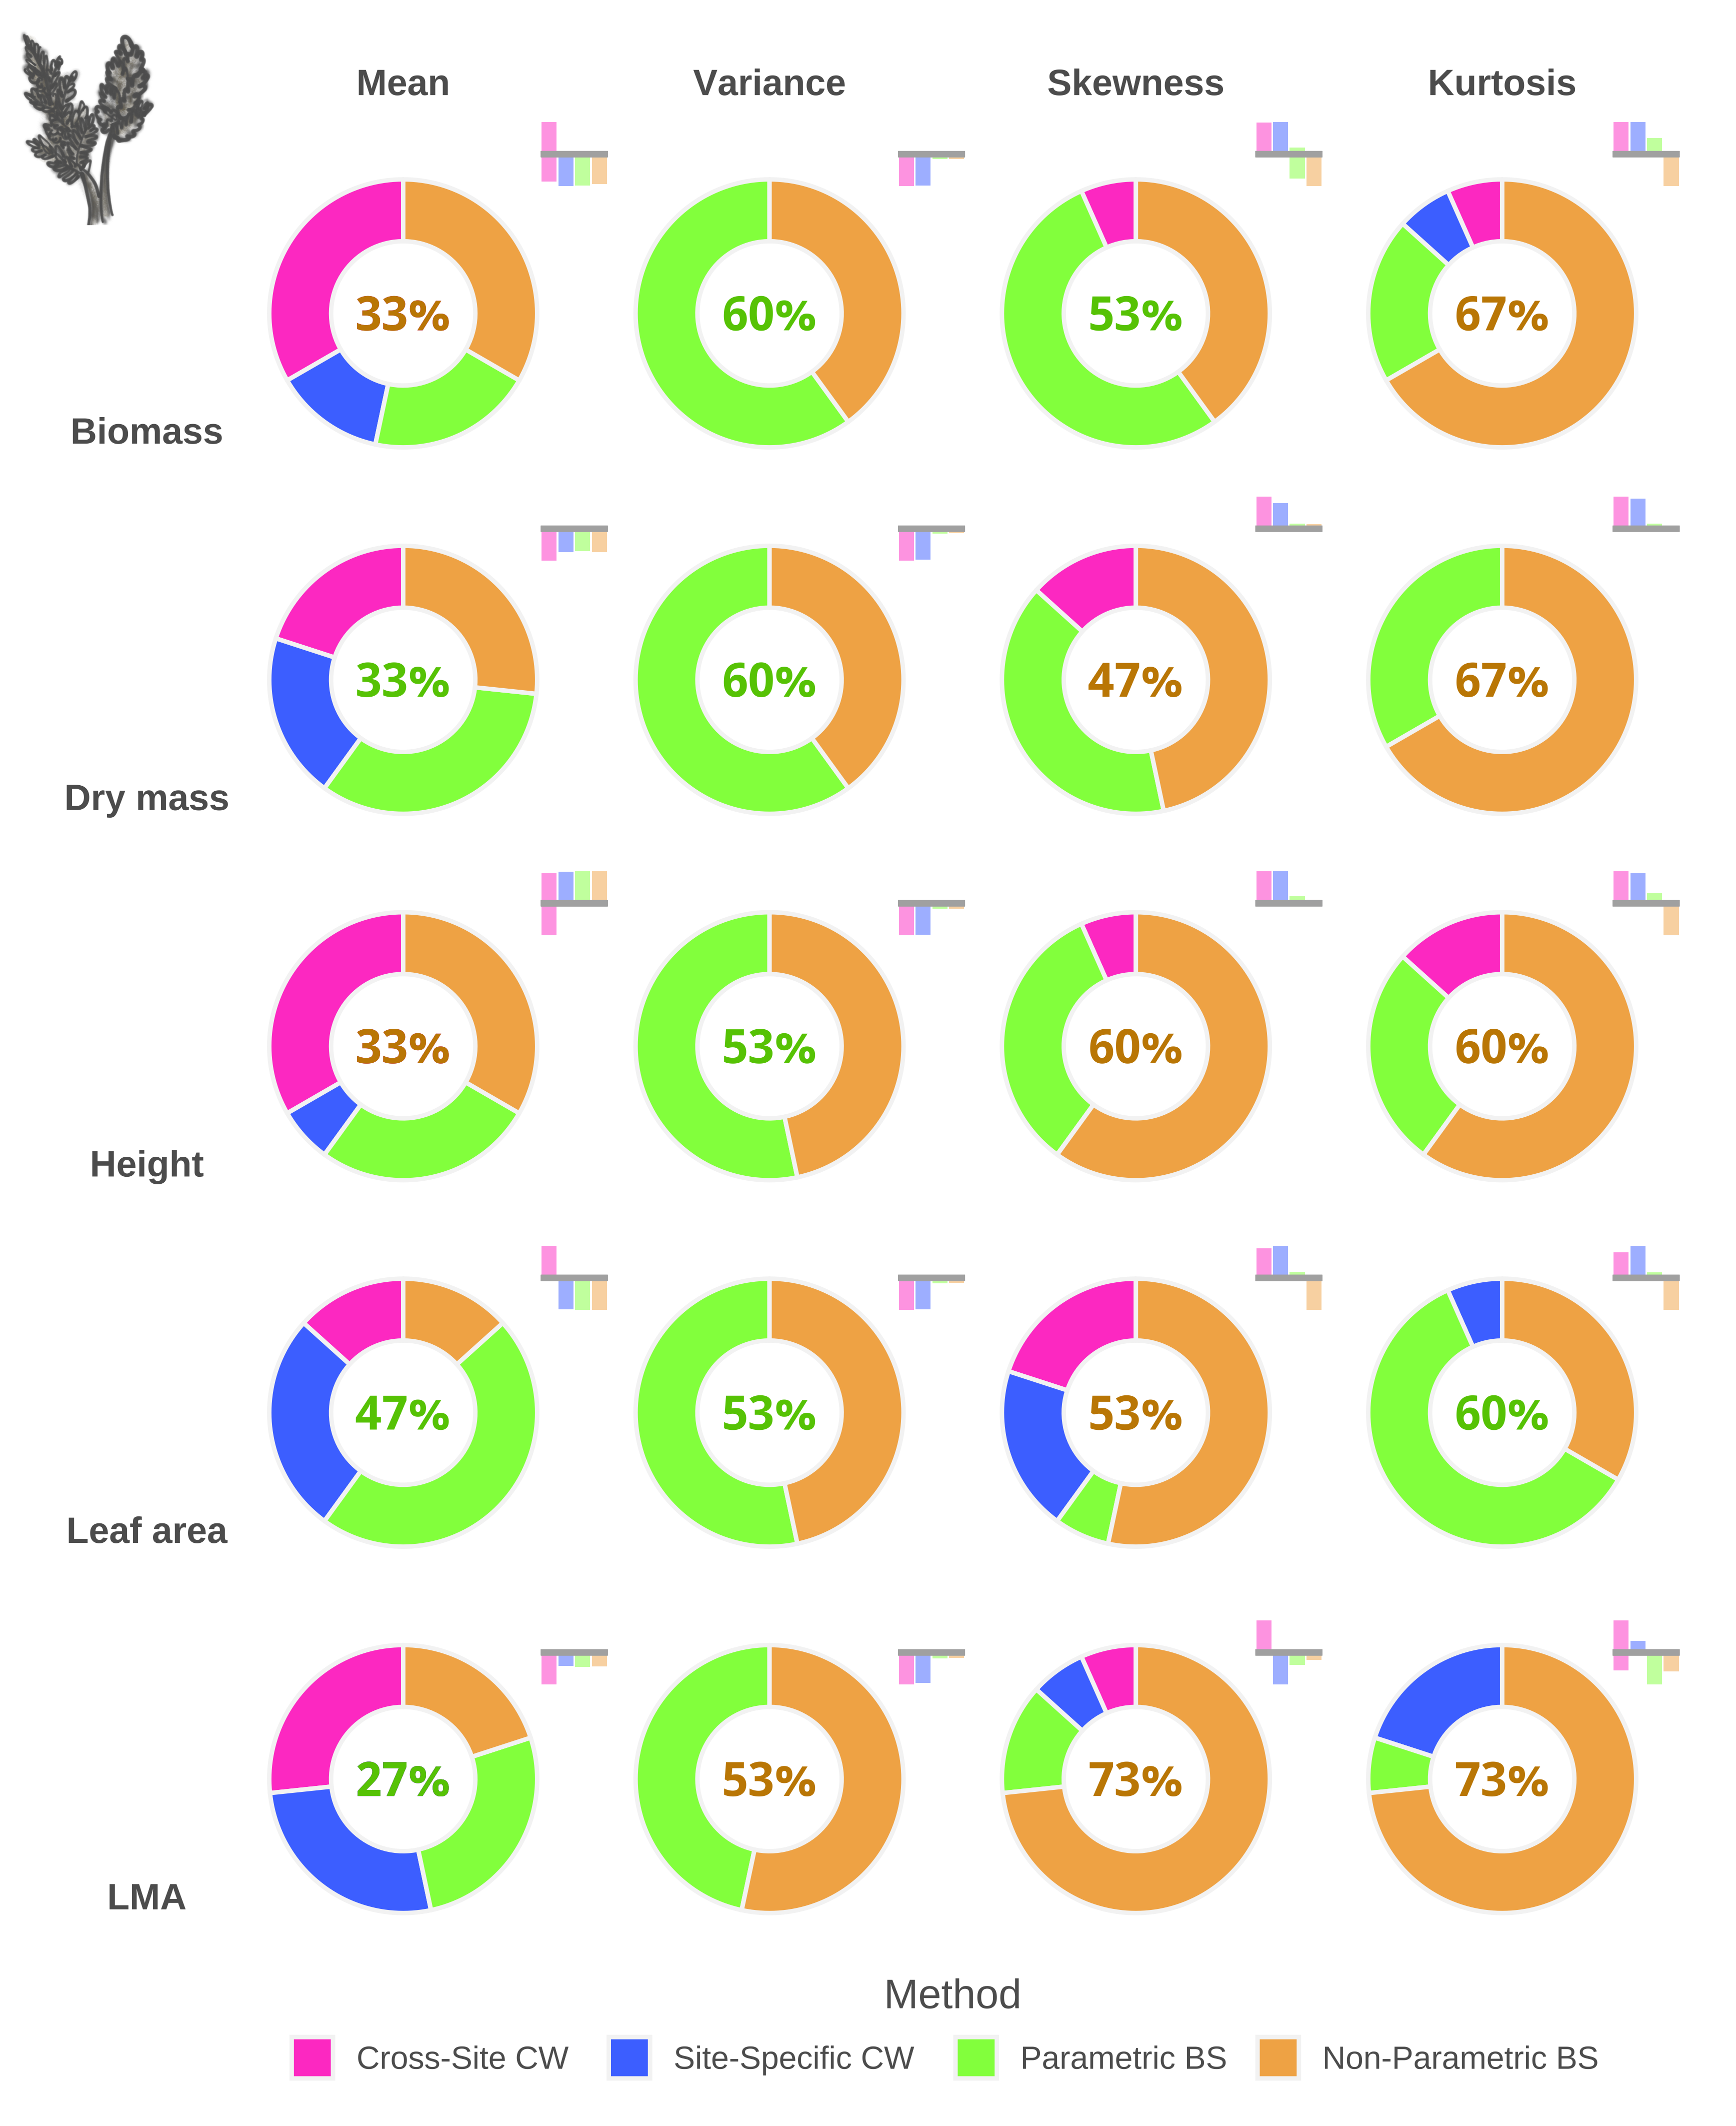 Mean Variance Skewness Kurtosis
33% 60% 53% 67%
Biomass
33% 60% 47% 67%
Dry mass
33% 53% 60% 60%
Height
47% 53% 53% 60%
Leaf area
27% 53% 73% 73%
LMA
Method
Cross-Site CW Site-Specific CW Parametric BS Non-Parametric BS